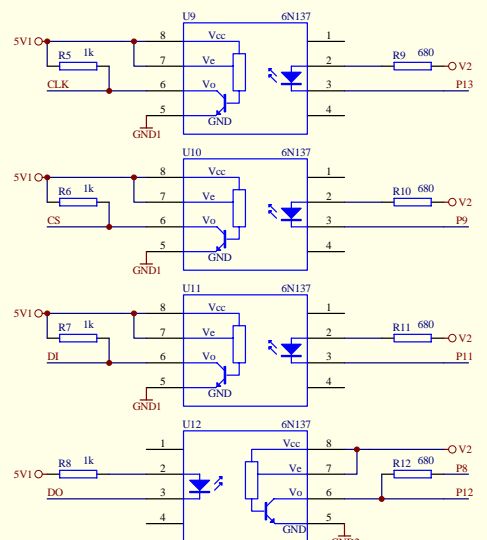 U9 6N137
5V1 8 Vcc 1
R5 1k 7 Ve 2 R9 680 V2
CLK 6 Vo 3 P13
5 GND 4
GND1
U10 6N137
5V1 8 Vcc 1
R6 1k 7 Ve 2 R10 680 V2
CS 6 Vo 3 P9
5 GND 4
GND1
U11 6N137
5V1 8 Vcc 1
R7 1k 7 Ve 2 R11 680 V2
DI 6 Vo 3 P11
5 GND 4
GND1
U12 6N137
1 Vcc 8 V2
5V1 R8 1k 2 Ve 7 R12 680 P8
DO 3 Vo 6 P12
4 GND 5